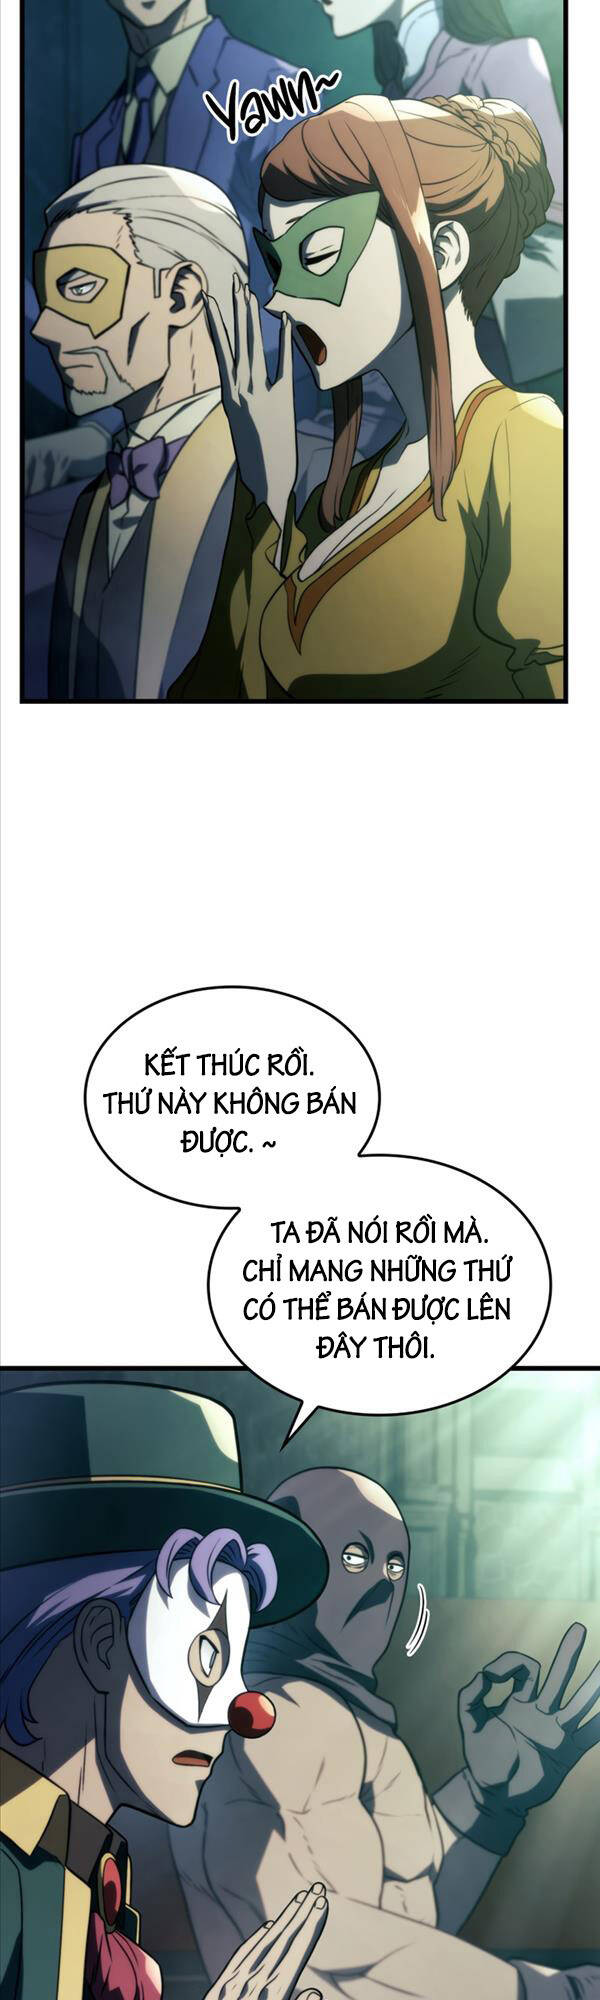 Yawn~
KẾT THÚC RỒI.
THỨ NÀY KHÔNG BÁN
ĐƯỢC. ~
TA ĐÃ NÓI RỒI MÀ.
CHỈ MANG NHỮNG THỨ
CÓ THỂ BÁN ĐƯỢC LÊN
ĐÂY THÔI.